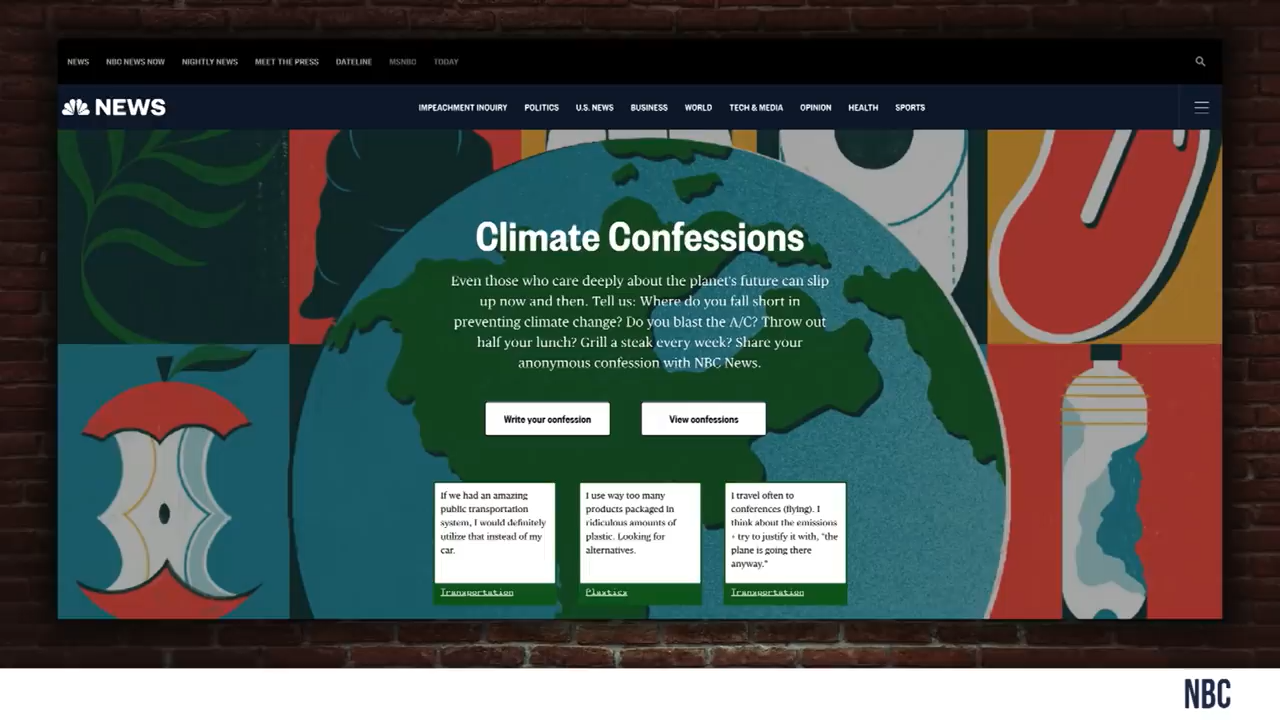 NEWS NBC NEWS NOW NIGHTLY NEWS MEET THE PRESS DATELINE MSNBC TODAY
NEWS IMPEACHMENT INQUIRY POLITICS U.S. NEWS BUSINESS WORLD TECH & MEDIA OPINION HEALTH SPORTS
Climate Confessions
Even those who care deeply about the planet's future can slip
up now and then. Tell us: Where do you fall short in
preventing climate change? Do you blast the A/C? Throw out
half your lunch? Grill a steak every week? Share your
anonymous confession with NBC News.
Write your confession View confessions
If we had an amazing
public transportation
system, I would definitely
utilize that instead of my
car.
Transportation
I use way too many
products packaged in
ridiculous amounts of
plastic. Looking for
alternatives.
Plastics
I travel often to
conferences (flying). I
think about the emissions
+ try to justify it with, "the
plane is going there
anyway."
Transportation
NBC